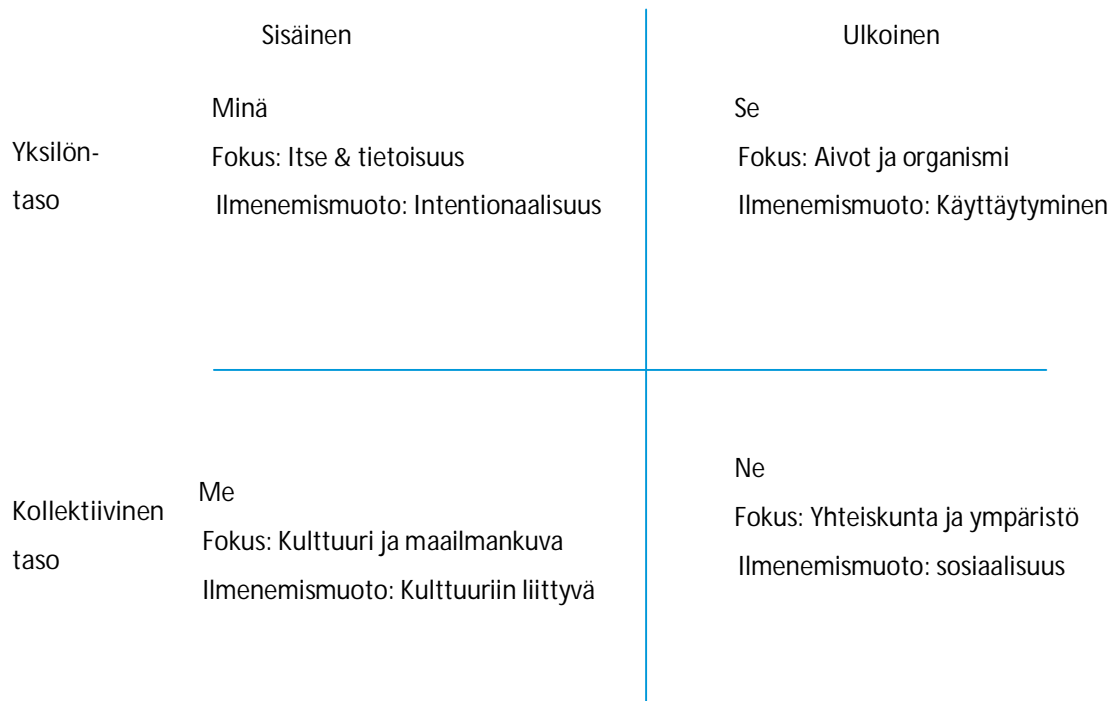 Sisäinen
Ulkoinen
Yksilön-
taso
Minä
Fokus: Itse & tietoisuus
Ilmenemismuoto: Intentionaalisuus
Se
Fokus: Aivot ja organismi
Ilmenemismuoto: Käyttäytyminen
Kollektiivinen
taso
Me
Fokus: Kulttuuri ja maailmankuva
Ilmenemismuoto: Kulttuuriin liittyvä
Ne
Fokus: Yhteiskunta ja ympäristö
Ilmenemismuoto: sosiaalisuus